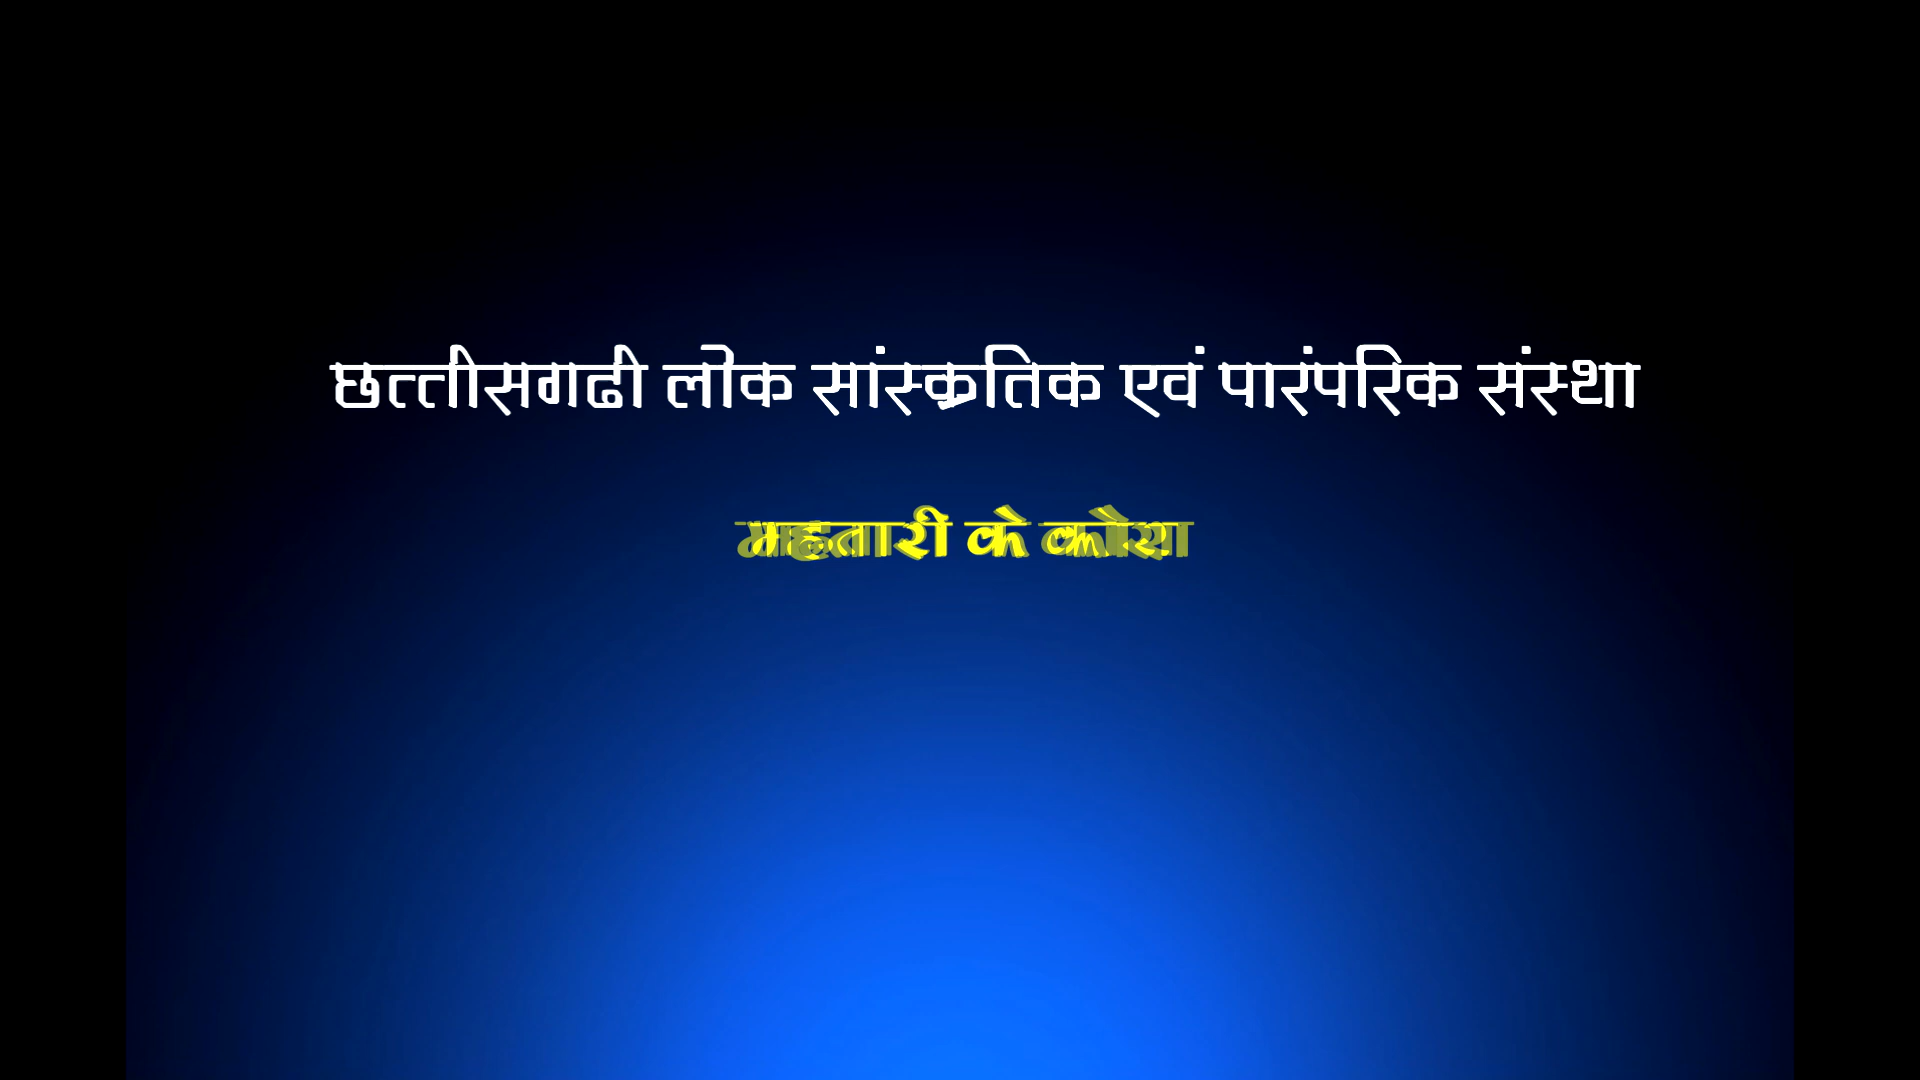 छत्तीसगढी लोक सांस्कृतिक एवं पारंपरिक संस्था
महतारी के कोरा